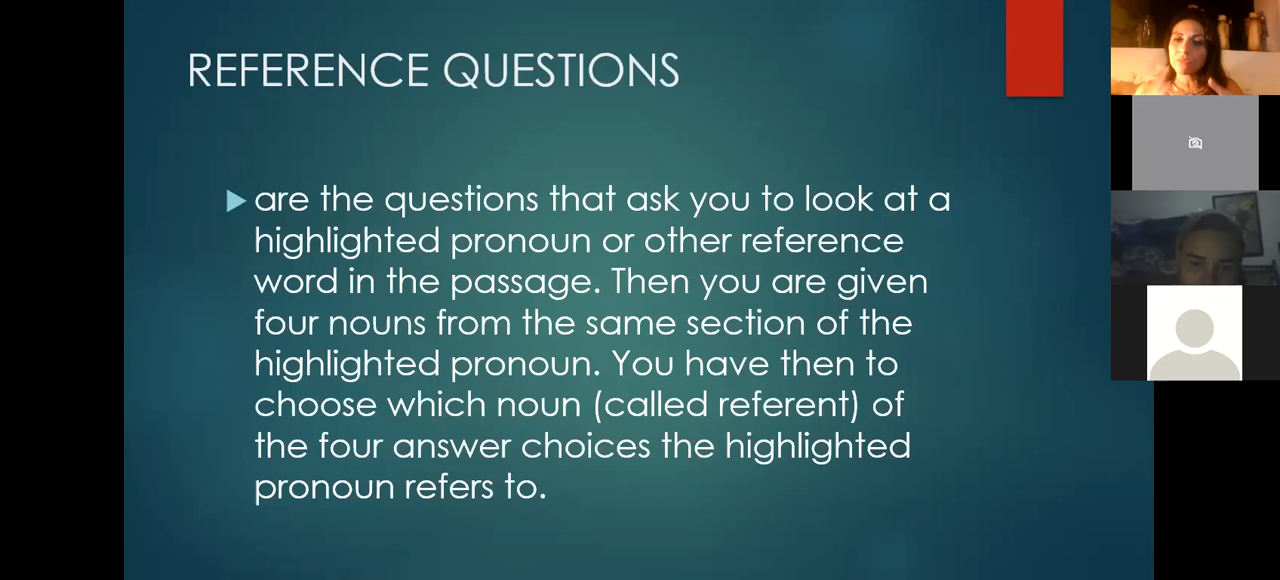 REFERENCE QUESTIONS
are the questions that ask you to look at a
highlighted pronoun or other reference
word in the passage. Then you are given
four nouns from the same section of the
highlighted pronoun. You have then to
choose which noun (called referent) of
the four answer choices the highlighted
pronoun refers to.